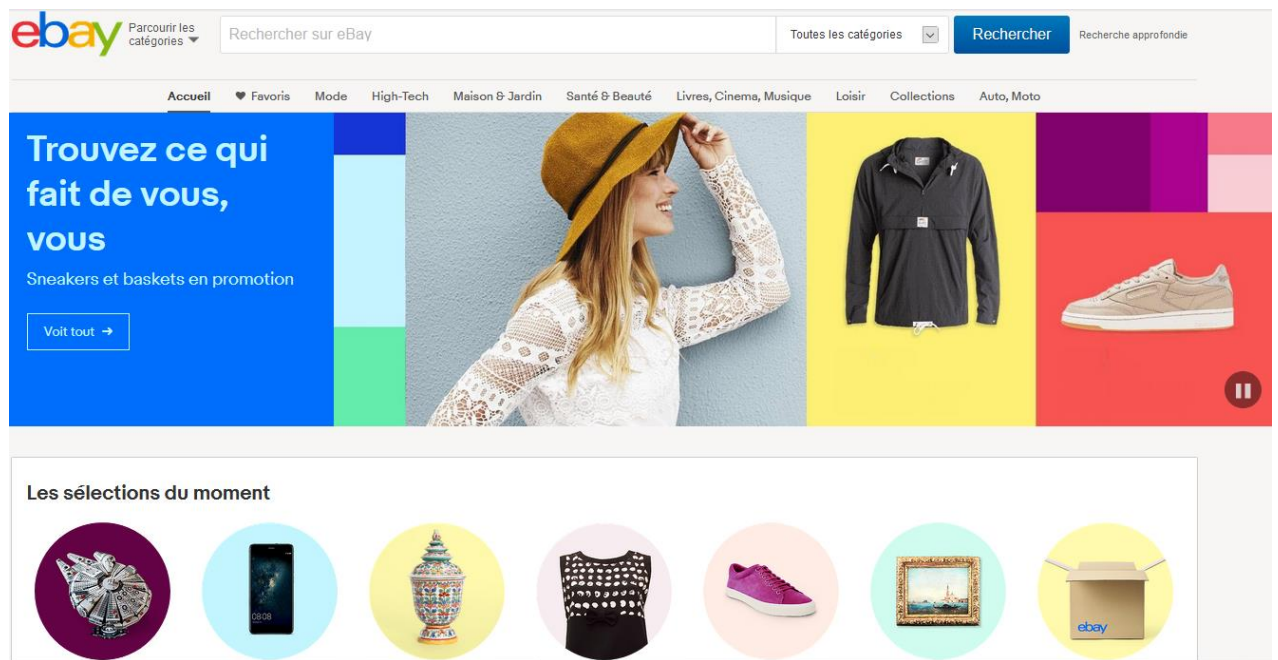 ebay
Parcourir les
catégories
Rechercher sur eBay
Toutes les catégories
Rechercher
Recherche approfondie
Accueil
Favoris
Mode
High-Tech
Maison & Jardin
Santé & Beauté
Livres, Cinema, Musique
Loisir
Collections
Auto, Moto
Trouvez ce qui
fait de vous,
vous
Sneakers et baskets en promotion
Voit tout →
Les sélections du moment
08:08
ebay